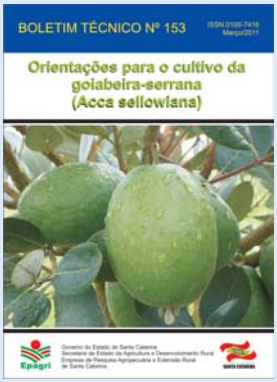 BOLETIM TÉCNICO Nº 153
ISSN 0100-7416
Março/2011
Orientações para o cultivo da
goiabeira-serrana
(Acca sellowiana)
Epagri
Governo do Estado de Santa Catarina
Secretaria de Estado da Agricultura e Desenvolvimento Rural
Empresa de Pesquisa Agropecuária e Extensão Rural
de Santa Catarina
SANTA CATARINA